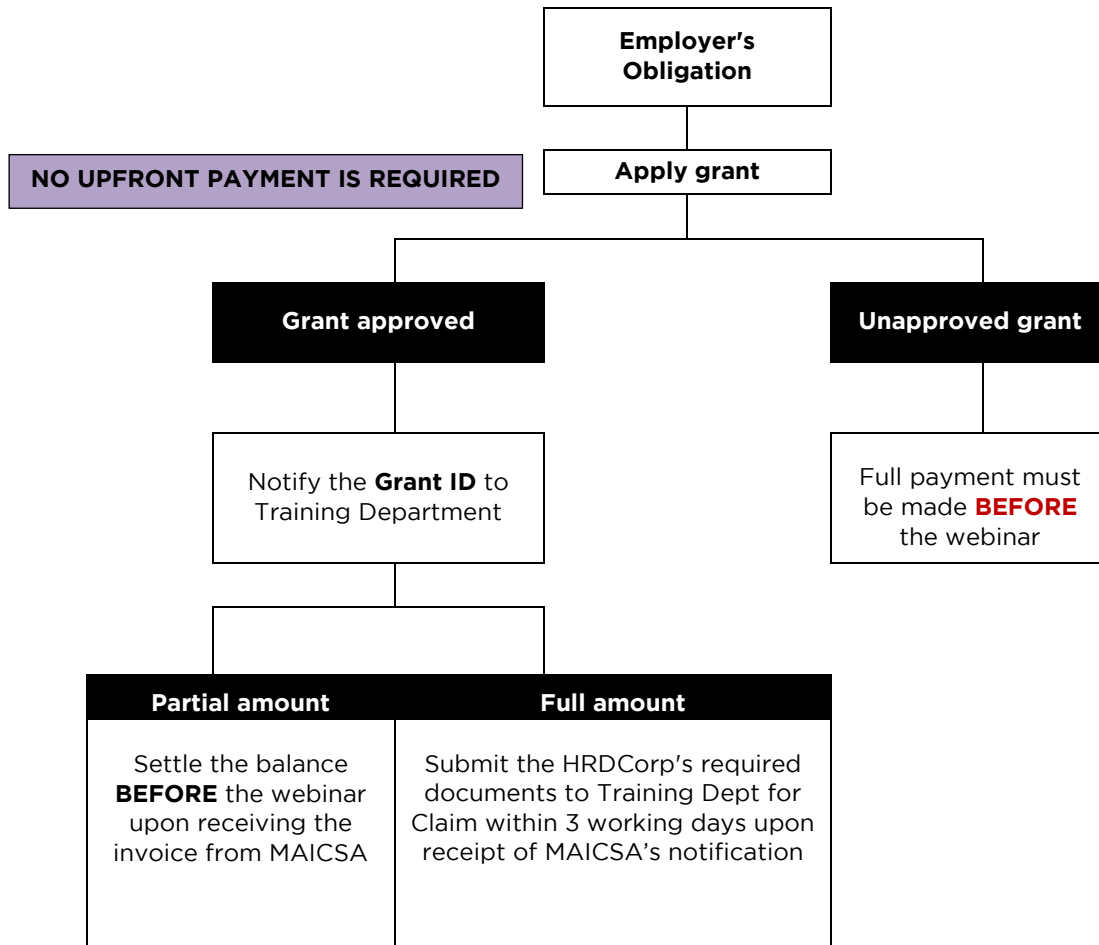 Employer's
Obligation
NO UPFRONT PAYMENT IS REQUIRED
Apply grant
Grant approved
Unapproved grant
Notify the Grant ID to
Training Department
Full payment must
be made BEFORE
the webinar
Partial amount
Full amount
Settle the balance
BEFORE the webinar
upon receiving the
invoice from MAICSA
Submit the HRDCorp's required
documents to Training Dept for
Claim within 3 working days upon
receipt of MAICSA’s notification